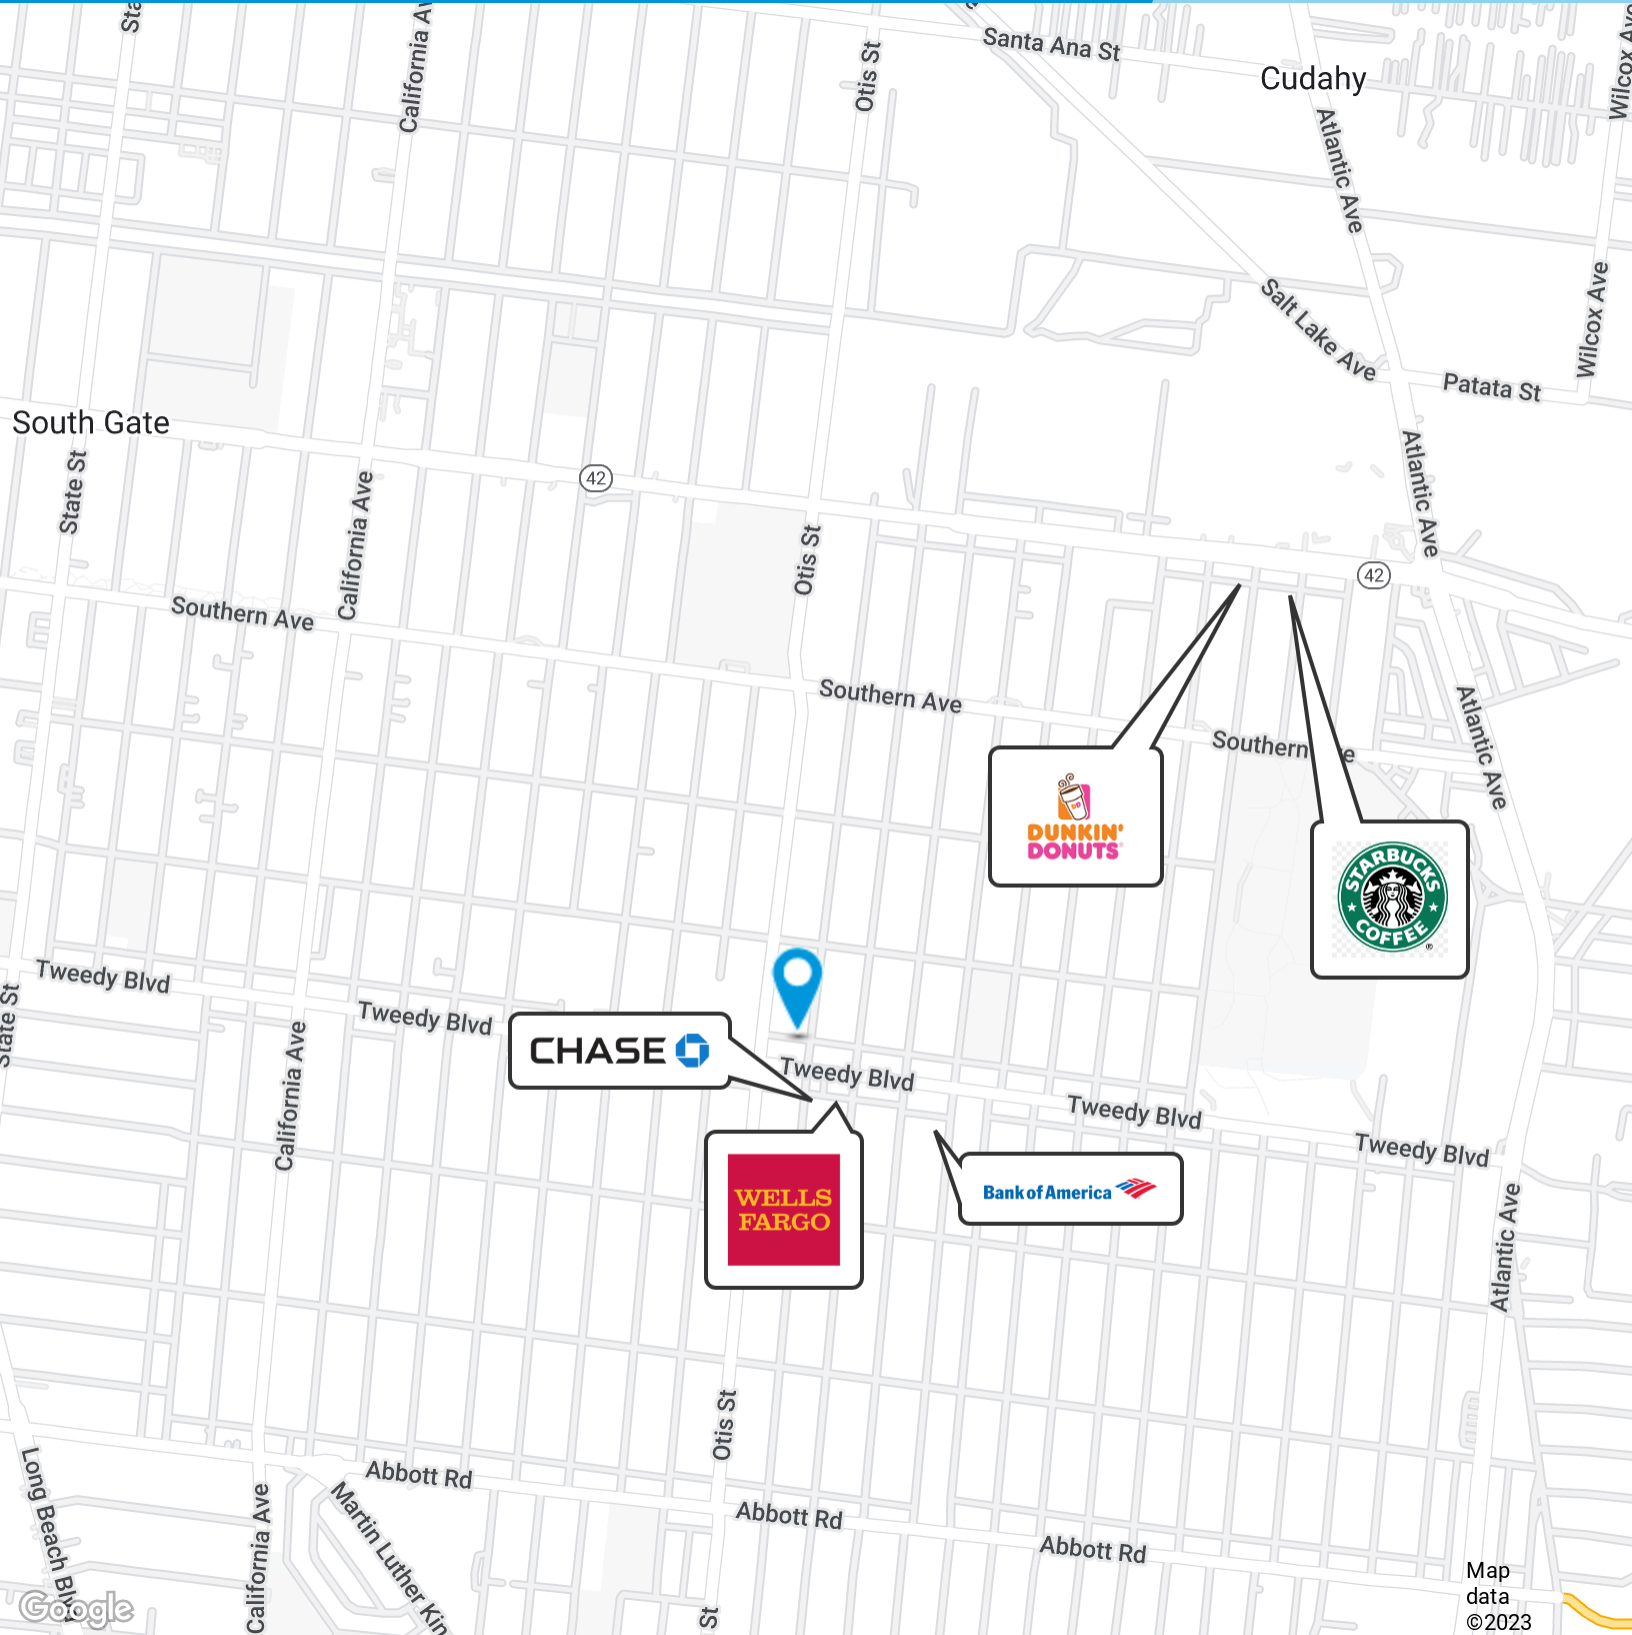 Sta
California Av
Otis St
Santa Ana St
Cudahy
Wilcox Ave
Atlantic Ave
Salt Lake Ave
Wilcox Ave
Patata St
South Gate
State St
California Ave
42
Otis St
Atlantic Ave
42
Southern Ave
Southern Ave
Southern
e
Atlantic Ave
DUNKIN'
DONUTS
STARBUCKS
COFFEE
®
Tweedy Blvd
State St
Tweedy Blvd
California Ave
CHASE
Tweedy Blvd
Tweedy Blvd
Tweedy Blvd
WELLS
FARGO
Bank of America
Atlantic Ave
Otis St
Abbott Rd
Abbott Rd
Abbott Rd
Long Beach Blvd
California Ave
Martin Luther Kin
St
Google
Map
data
©2023